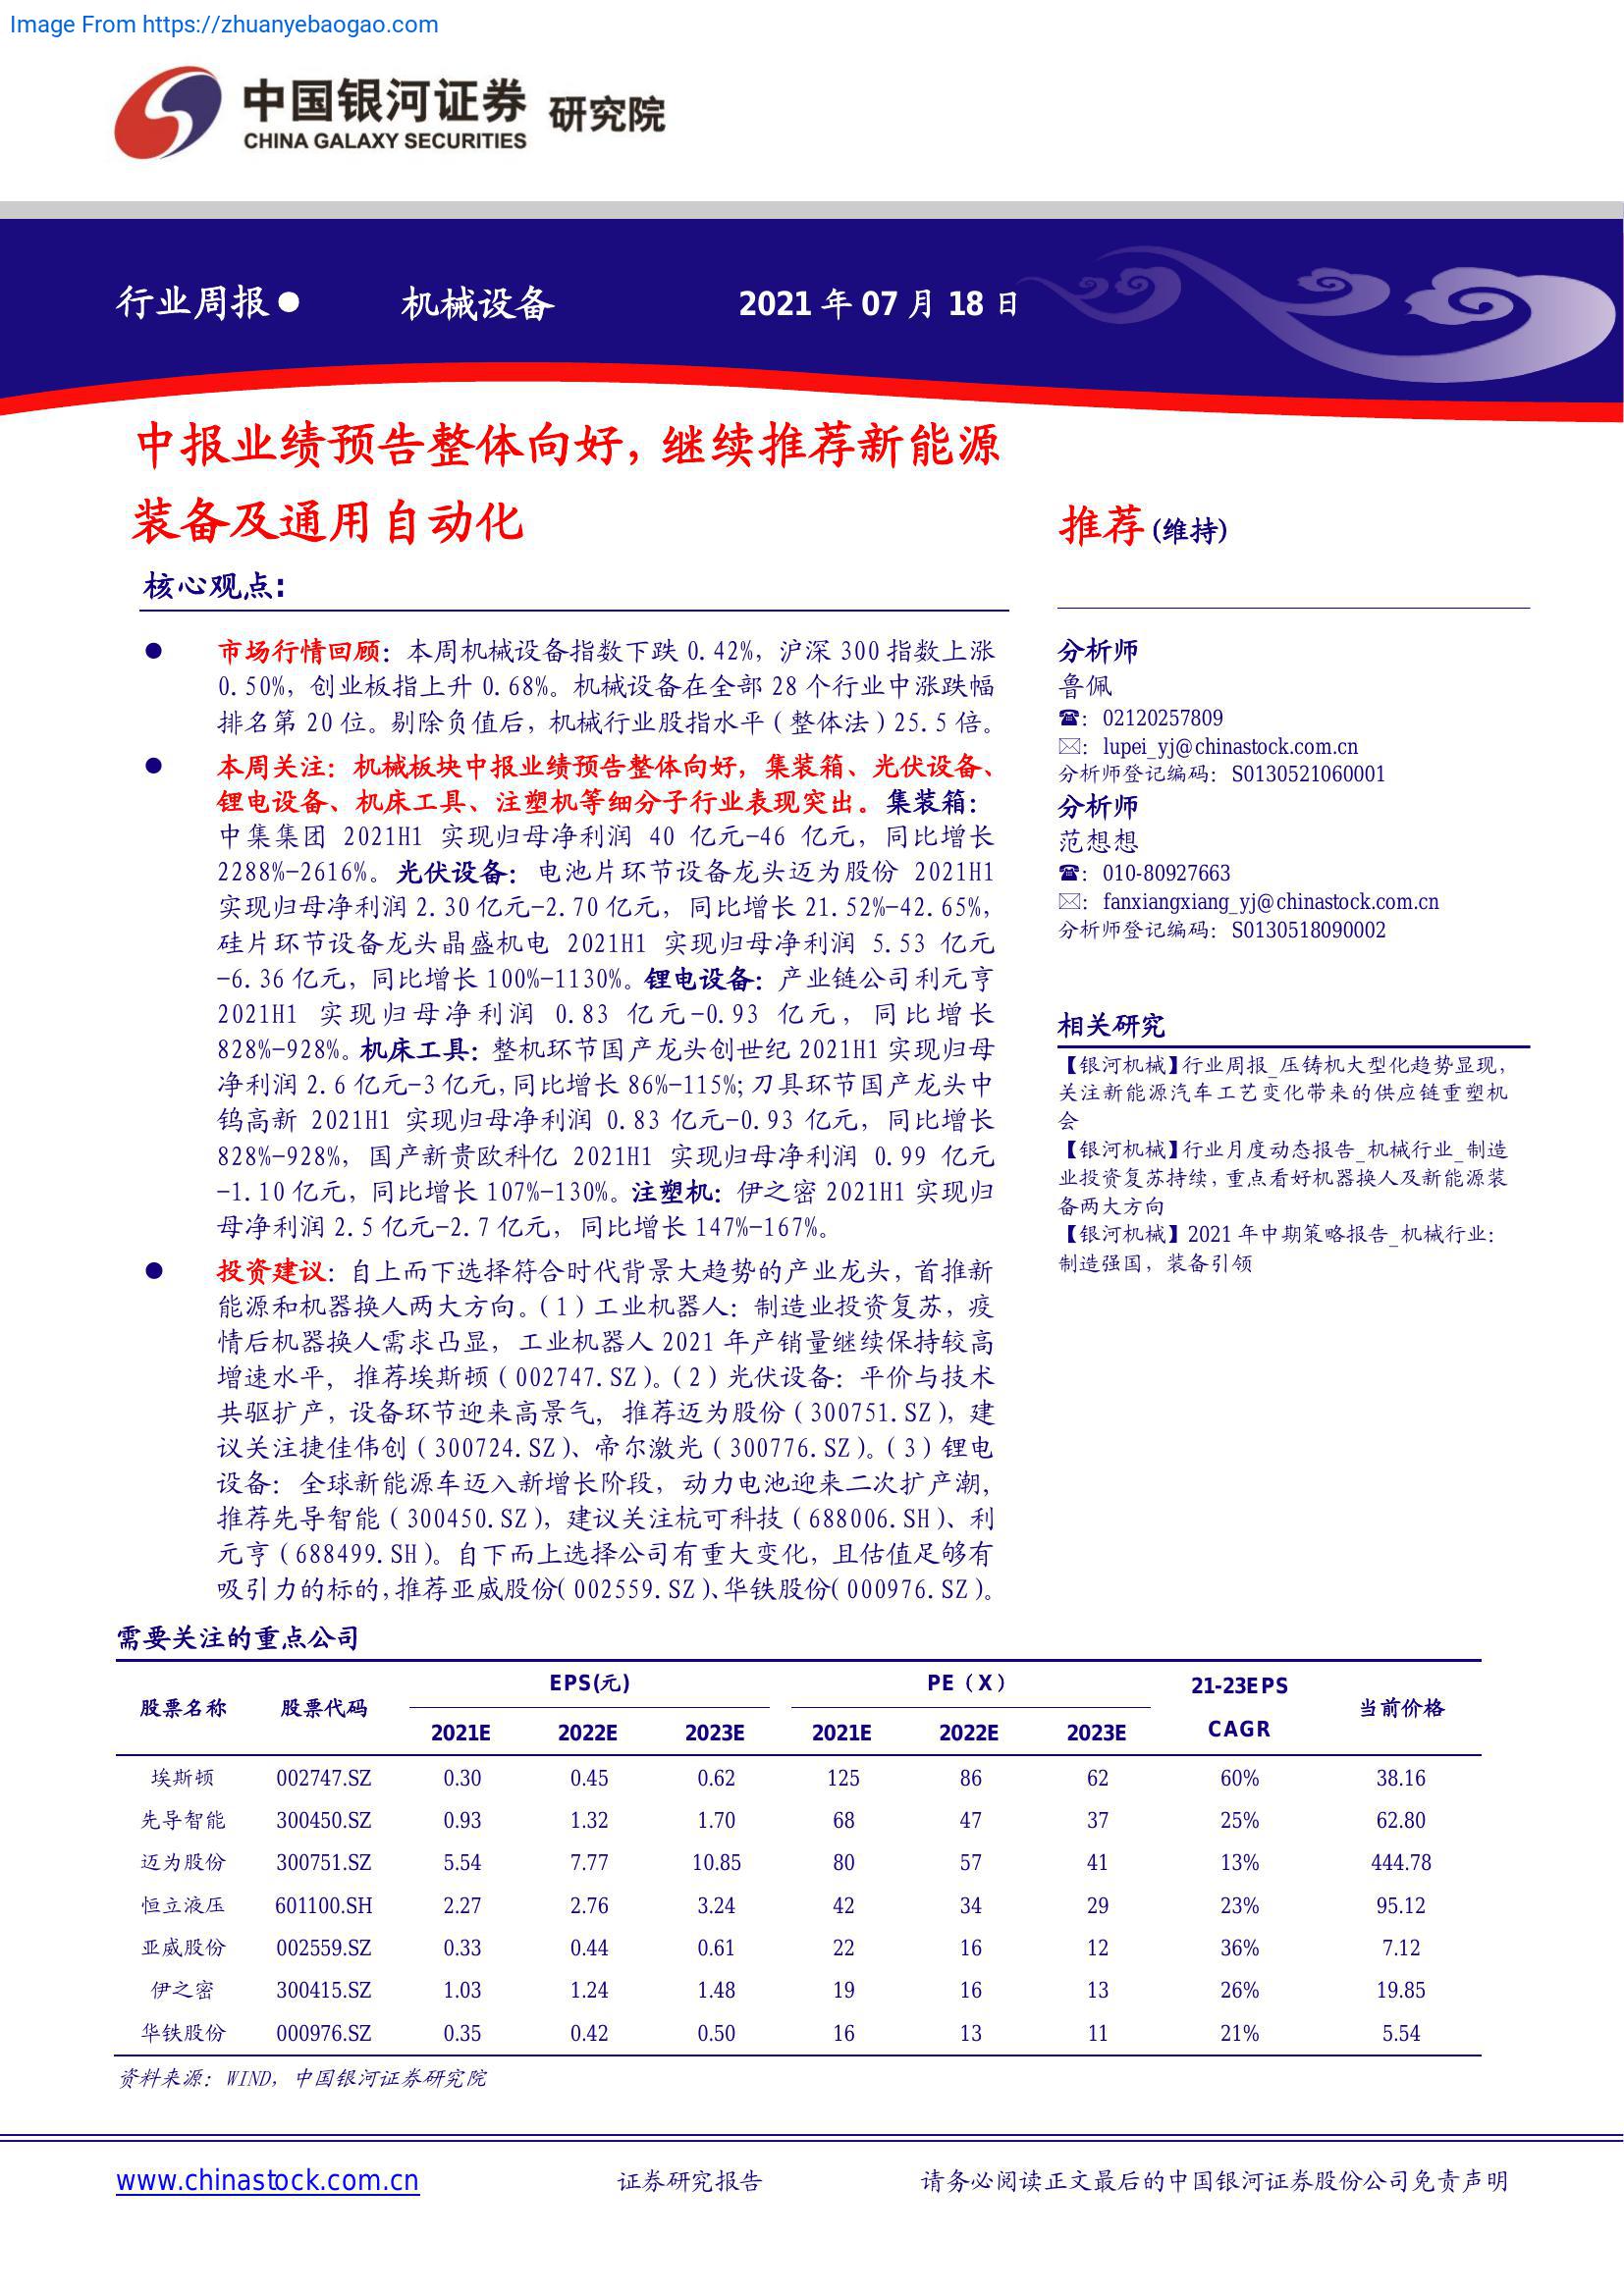 Image From https://zhuanyebaogao.com
中国银河证券 研究院
CHINA GALAXY SECURITIES
行业周报● 机械设备 2021 年 07 月 18 日
中报业绩预告整体向好，继续推荐新能源
装备及通用自动化
推荐(维持)
核心观点:
● 市场行情回顾：本周机械设备指数下跌 0.42%，沪深 300 指数上涨
0.50%，创业板指上升 0.68%。机械设备在全部 28 个行业中涨跌幅
排名第 20 位。剔除负值后，机械行业股指水平（整体法）25.5 倍。
● 本周关注：机械板块中报业绩预告整体向好，集装箱、光伏设备、
锂电设备、机床工具、注塑机等细分子行业表现突出。集装箱：
中集集团 2021H1 实现归母净利润 40 亿元-46 亿元，同比增长
2288%-2616%。光伏设备：电池片环节设备龙头迈为股份 2021H1
实现归母净利润 2.30 亿元-2.70 亿元，同比增长 21.52%-42.65%，
硅片环节设备龙头晶盛机电 2021H1 实现归母净利润 5.53 亿元
-6.36 亿元，同比增长 100%-1130%。锂电设备：产业链公司利元亨
2021H1 实现归母净利润 0.83 亿元-0.93 亿元，同比增长
828%-928%。机床工具：整机环节国产龙头创世纪 2021H1 实现归母
净利润 2.6 亿元-3 亿元，同比增长 86%-115%；刀具环节国产龙头中
钨高新 2021H1 实现归母净利润 0.83 亿元-0.93 亿元，同比增长
828%-928%，国产新贵欧科亿 2021H1 实现归母净利润 0.99 亿元
-1.10 亿元，同比增长 107%-130%。注塑机：伊之密 2021H1 实现归
母净利润 2.5 亿元-2.7 亿元，同比增长 147%-167%。
● 投资建议：自上而下选择符合时代背景大趋势的产业龙头，首推新
能源和机器换人两大方向。（1）工业机器人：制造业投资复苏，疫
情后机器换人需求凸显，工业机器人 2021 年产销量继续保持较高
增速水平，推荐埃斯顿（002747.SZ）。（2）光伏设备：平价与技术
共驱扩产，设备环节迎来高景气，推荐迈为股份（300751.SZ），建
议关注捷佳伟创（300724.SZ）、帝尔激光（300776.SZ）。（3）锂电
设备：全球新能源车迈入新增长阶段，动力电池迎来二次扩产潮，
推荐先导智能（300450.SZ），建议关注杭可科技（688006.SH）、利
元亨（688499.SH）。自下而上选择公司有重大变化，且估值足够有
吸引力的标的，推荐亚威股份（002559.SZ）、华铁股份（000976.SZ）。
分析师
鲁佩
☎：02120257809
✉：lupei_yj@chinastock.com.cn
分析师登记编码：S0130521060001
分析师
范想想
☎：010-80927663
✉：fanxiangxiang_yj@chinastock.com.cn
分析师登记编码：S0130518090002
相关研究
【银河机械】行业周报_压铸机大型化趋势显现，
关注新能源汽车工艺变化带来的供应链重塑机
会
【银河机械】行业月度动态报告_机械行业_制造
业投资复苏持续，重点看好机器换人及新能源装
备两大方向
【银河机械】2021 年中期策略报告_机械行业：
制造强国，装备引领
需要关注的重点公司
股票名称 股票代码 EPS(元) PE（X） 21-23EPS CAGR 当前价格
2021E 2022E 2023E 2021E 2022E 2023E
埃斯顿 002747.SZ 0.30 0.45 0.62 125 86 62 60% 38.16
先导智能 300450.SZ 0.93 1.32 1.70 68 47 37 25% 62.80
迈为股份 300751.SZ 5.54 7.77 10.85 80 57 41 13% 444.78
恒立液压 601100.SH 2.27 2.76 3.24 42 34 29 23% 95.12
亚威股份 002559.SZ 0.33 0.44 0.61 22 16 12 36% 7.12
伊之密 300415.SZ 1.03 1.24 1.48 19 16 13 26% 19.85
华铁股份 000976.SZ 0.35 0.42 0.50 16 13 11 21% 5.54
资料来源：WIND，中国银河证券研究院
www.chinastock.com.cn 证券研究报告 请务必阅读正文最后的中国银河证券股份公司免责声明